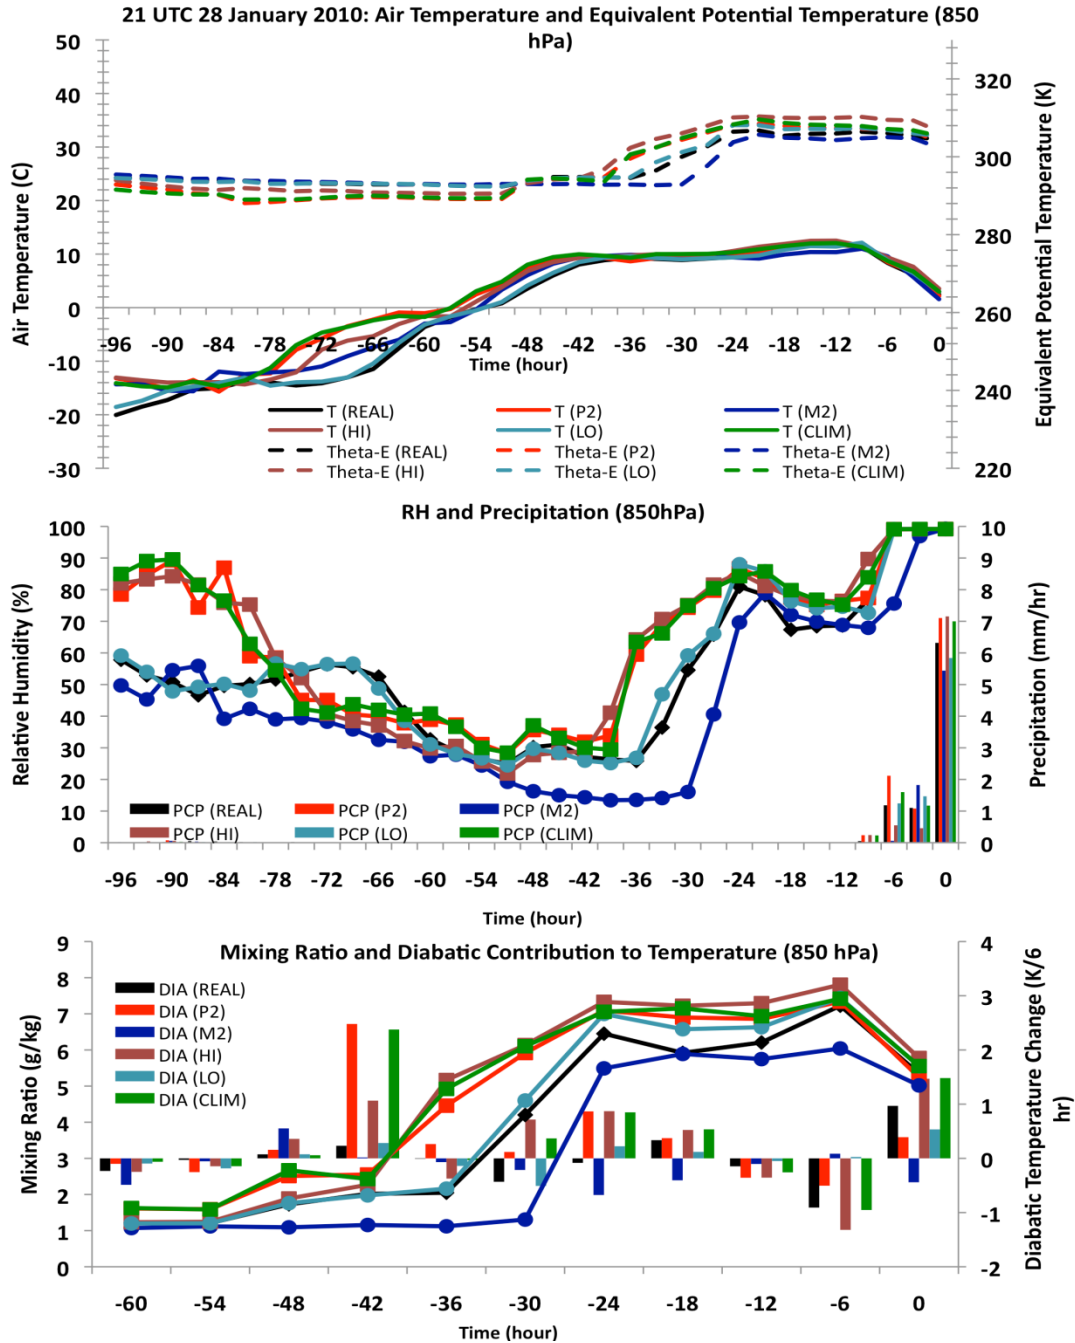 21 UTC 28 January 2010: Air Temperature and Equivalent Potential Temperature (850
hPa)
50
40
30
20
10
0
-10
-20
-30
Air Temperature (C)
320
300
280
260
240
220
Equivalent Potential Temperature (K)
-96 -90 -84 -78 -72 -66 -60 -54 -48 -42 -36 -30 -24 -18 -12 -6 0
Time (hour)
T (REAL) T (P2) T (M2)
T (HI) T (LO) T (CLIM)
Theta-E (REAL) Theta-E (P2) Theta-E (M2)
Theta-E (HI) Theta-E (LO) Theta-E (CLIM)
RH and Precipitation (850hPa)
100
90
80
70
60
50
40
30
20
10
0
Relative Humidity (%)
10
9
8
7
6
5
4
3
2
1
0
Precipitation (mm/hr)
PCP (REAL) PCP (P2) PCP (M2)
PCP (HI) PCP (LO) PCP (CLIM)
-96 -90 -84 -78 -72 -66 -60 -54 -48 -42 -36 -30 -24 -18 -12 -6 0
Time (hour)
Mixing Ratio and Diabatic Contribution to Temperature (850 hPa)
9
8
7
6
5
4
3
2
1
0
Mixing Ratio (g/kg)
4
3
2
1
0
-1
-2
Diabatic Temperature Change (K/6
hr)
DIA (REAL)
DIA (P2)
DIA (M2)
DIA (HI)
DIA (LO)
DIA (CLIM)
-60 -54 -48 -42 -36 -30 -24 -18 -12 -6 0
Time (hour)